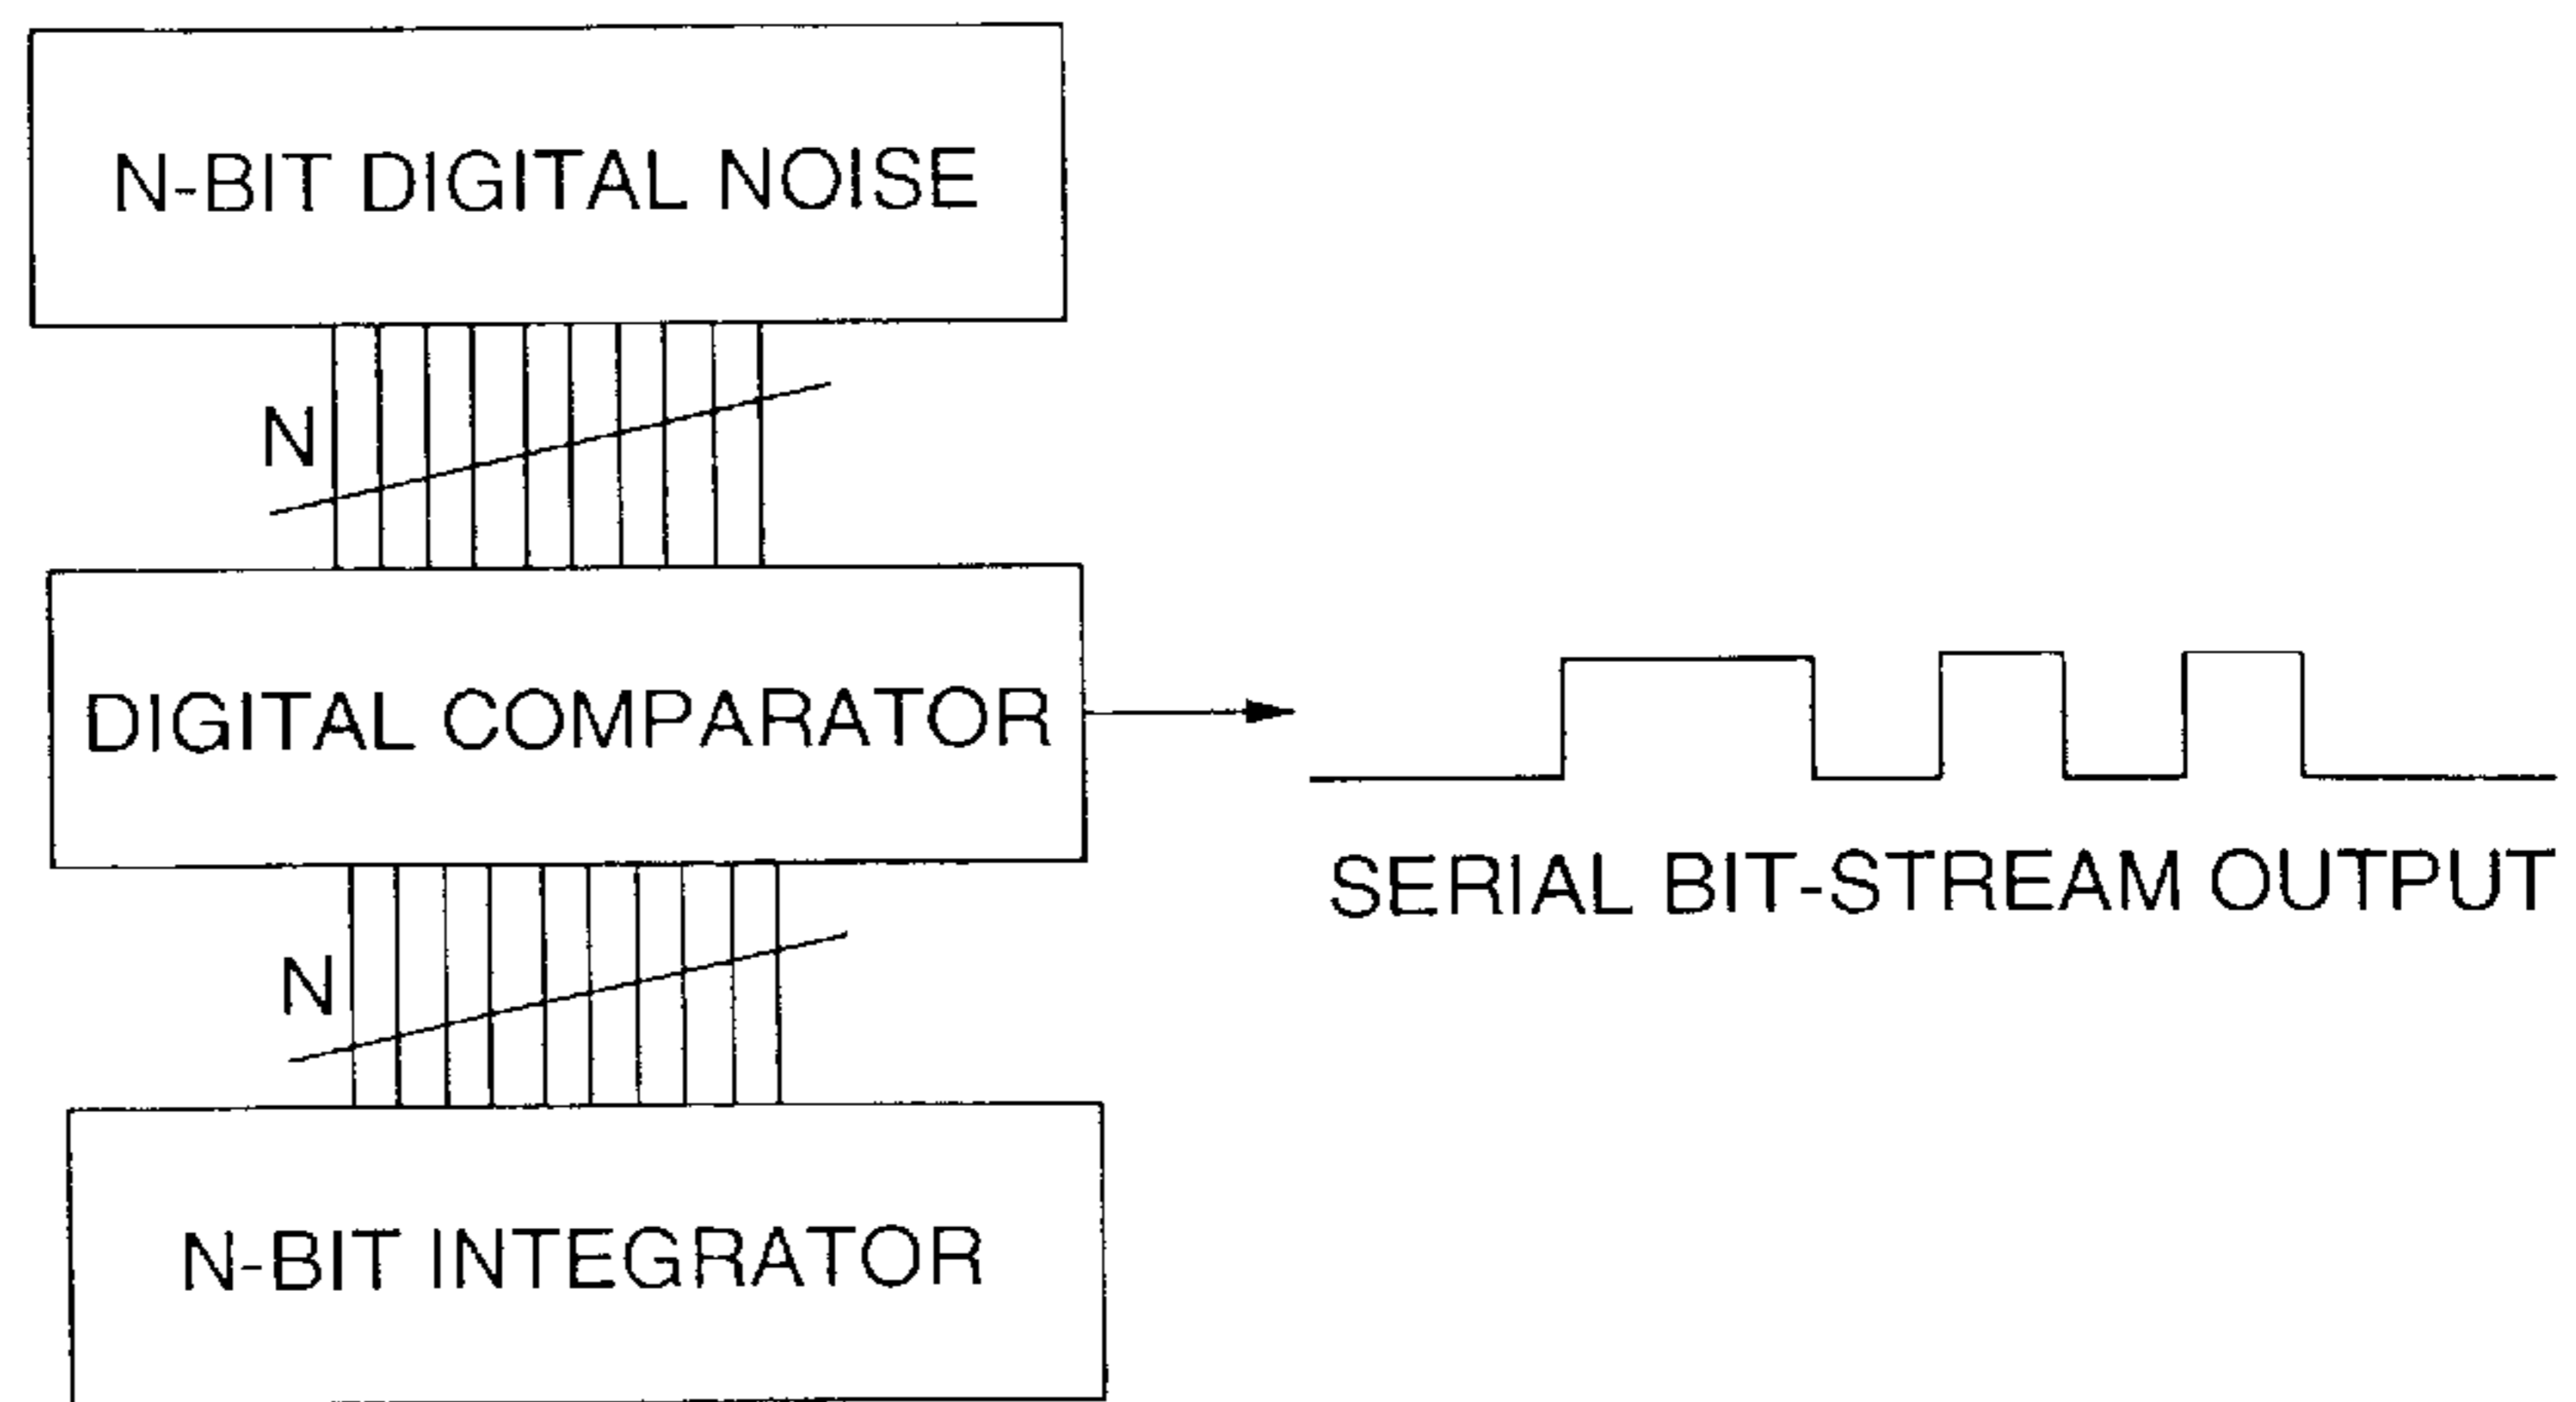 N-BIT DIGITAL NOISE
N
DIGITAL COMPARATOR
SERIAL BIT-STREAM OUTPUT
N
N-BIT INTEGRATOR